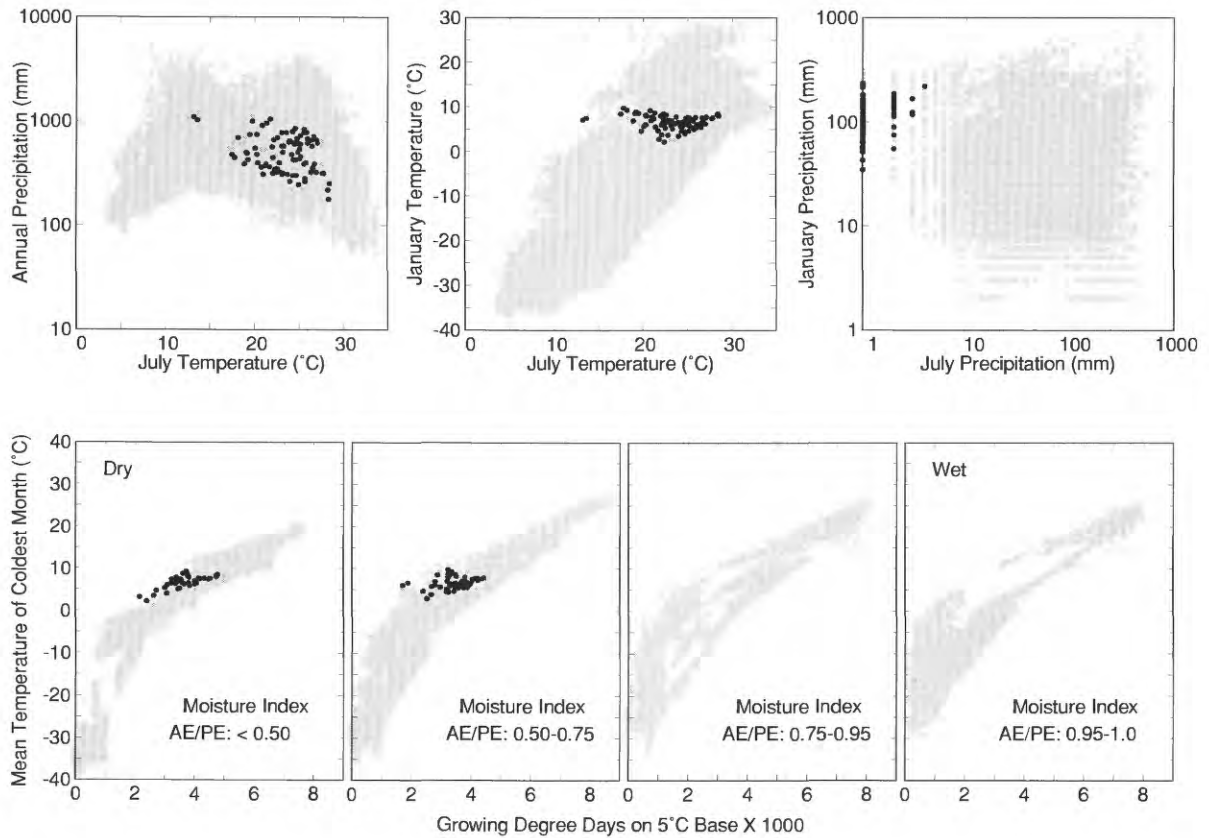 10000
1000
100
10
Annual Precipitation (mm)
0 10 20 30
July Temperature (˚C)
30
20
10
0
-10
-20
-30
-40
January Temperature (˚C)
0 10 20 30
July Temperature (˚C)
1000
100
10
1
January Precipitation (mm)
1 10 100 1000
July Precipitation (mm)
40
30
20
10
0
-10
-20
-30
-40
Mean Temperature of Coldest Month (˚C)
Dry
Moisture Index
AE/PE: < 0.50
0 2 4 6 8
Moisture Index
AE/PE: 0.50-0.75
0 2 4 6 8
Moisture Index
AE/PE: 0.75-0.95
0 2 4 6 8
Wet
Moisture Index
AE/PE: 0.95-1.0
0 2 4 6 8
Growing Degree Days on 5˚C Base X 1000